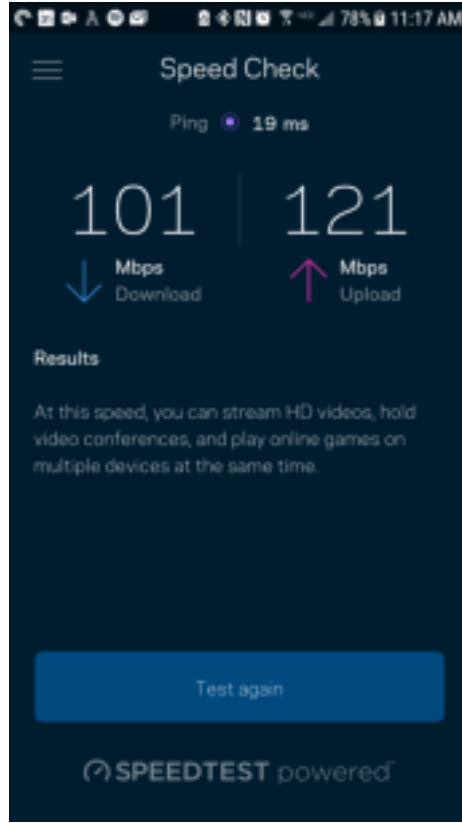 78% 11:17 AM
Speed Check
Ping 19 ms
101 121
Mbps Mbps
Download Upload
Results
At this speed, you can stream HD videos, hold
video conferences, and play online games on
multiple devices at the same time.
Test again
SPEEDTEST powered